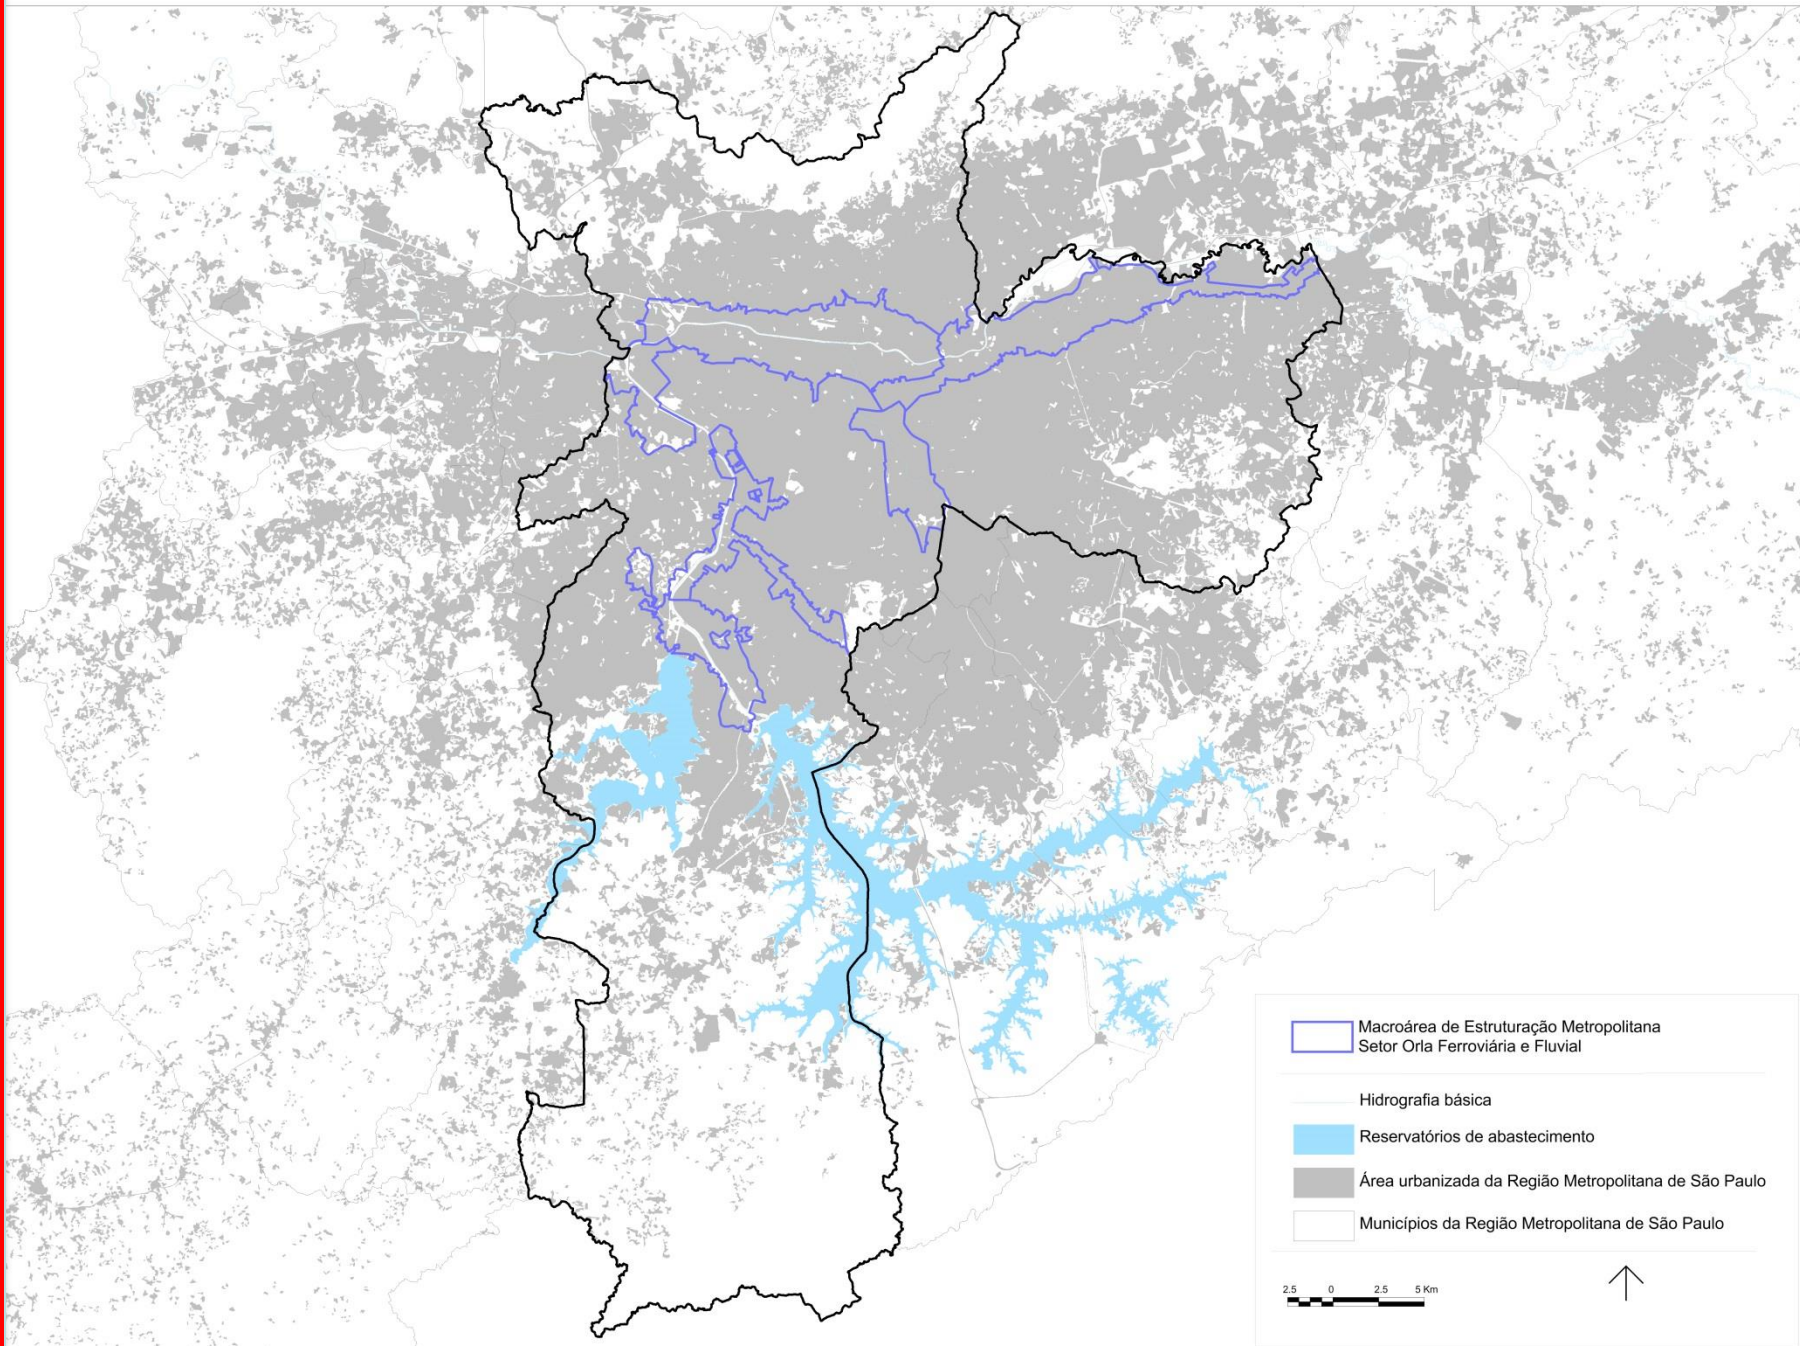 Macroárea de Estruturação Metropolitana
Setor Orla Ferroviária e Fluvial
Hidrografia básica
Reservatórios de abastecimento
Área urbanizada da Região Metropolitana de São Paulo
Municípios da Região Metropolitana de São Paulo
2.5 0 2.5 5 Km